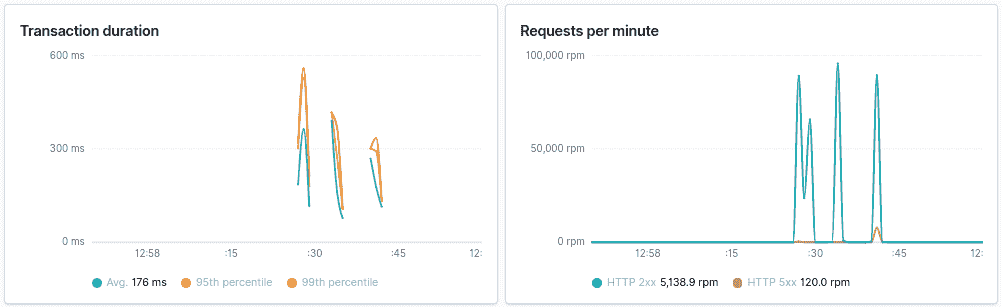 Transaction duration
600 ms
300 ms
0 ms
12:58 :15 :30 :45 12:
Avg. 176 ms 95th percentile 99th percentile
Requests per minute
100,000 rpm
50,000 rpm
0 rpm
12:58 :15 :30 :45 12:
HTTP 2xx 5,138.9 rpm HTTP 5xx 120.0 rpm